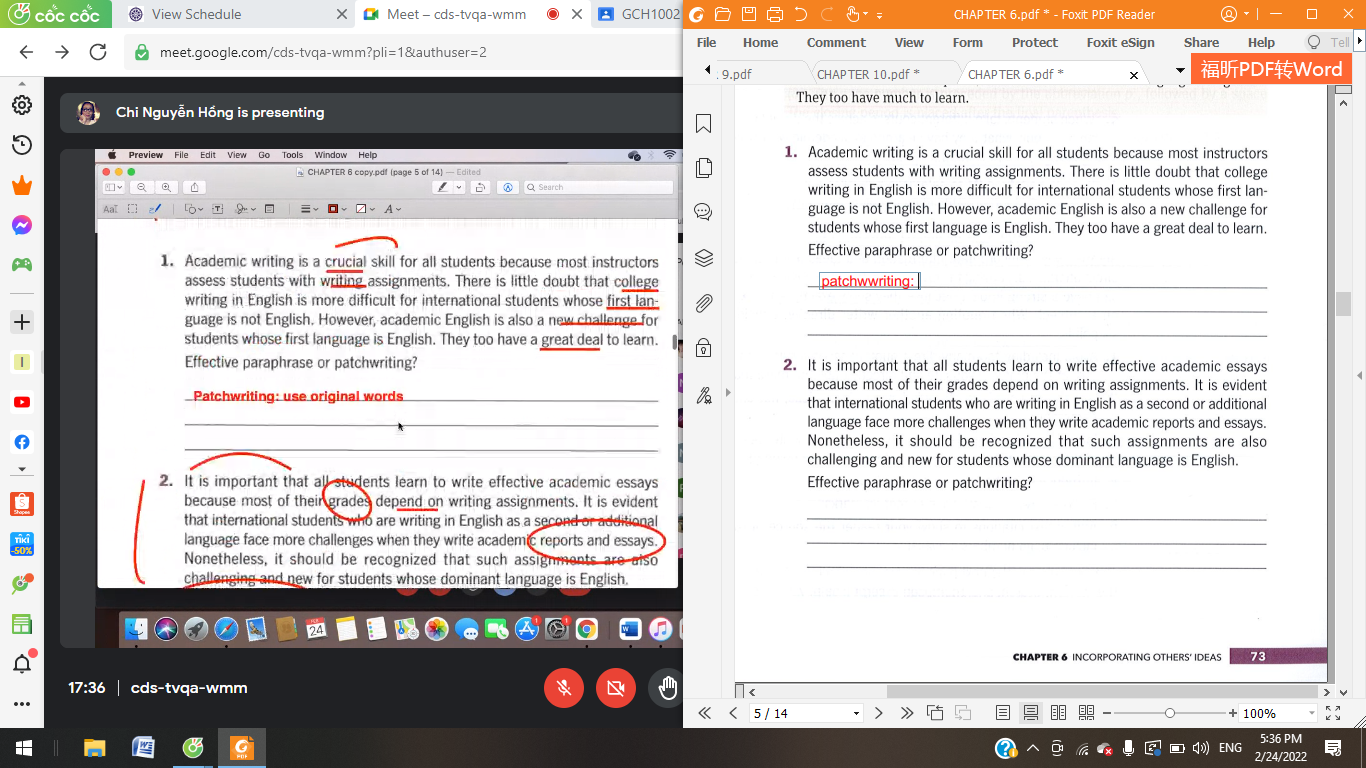 cốc cốc
View Schedule
Meet – cds-tvqa-wmm
GCH1002
meet.google.com/cds-tvqa-wmm?pli=1&authuser=2
Chi Nguyễn Hồng is presenting
Preview File Edit View Go Tools Window Help
CHAPTER 6 copy.pdf (page 5 of 14) — Edited
Search
1. Academic writing is a crucial skill for all students because most instructors
assess students with writing assignments. There is little doubt that college
writing in English is more difficult for international students whose first lan-
guage is not English. However, academic English is also a new challenge for
students whose first language is English. They too have a great deal to learn.
Effective paraphrase or patchwriting?
Patchwriting: use original words
2. It is important that all students learn to write effective academic essays
because most of their grades depend on writing assignments. It is evident
that international students who are writing in English as a second or additional
language face more challenges when they write academic reports and essays.
Nonetheless, it should be recognized that such assignments are also
challenging and new for students whose dominant language is English.
FEB
24
17:36 | cds-tvqa-wmm
Shopee
TIKI
-50%
CHAPTER 6.pdf * - Foxit PDF Reader
File Home Comment View Form Protect Foxit eSign Share Help Tell
9.pdf
CHAPTER 10.pdf *
CHAPTER 6.pdf *
福昕PDF转Word
They too have much to learn.
1. Academic writing is a crucial skill for all students because most instructors
assess students with writing assignments. There is little doubt that college
writing in English is more difficult for international students whose first lan-
guage is not English. However, academic English is also a new challenge for
students whose first language is English. They too have a great deal to learn.
Effective paraphrase or patchwriting?
patchwwriting:
2. It is important that all students learn to write effective academic essays
because most of their grades depend on writing assignments. It is evident
that international students who are writing in English as a second or additional
language face more challenges when they write academic reports and essays.
Nonetheless, it should be recognized that such assignments are also
challenging and new for students whose dominant language is English.
Effective paraphrase or patchwriting?
CHAPTER 6 INCORPORATING OTHERS' IDEAS 73
5 / 14
100%
PDF
ENG
5:36 PM
2/24/2022